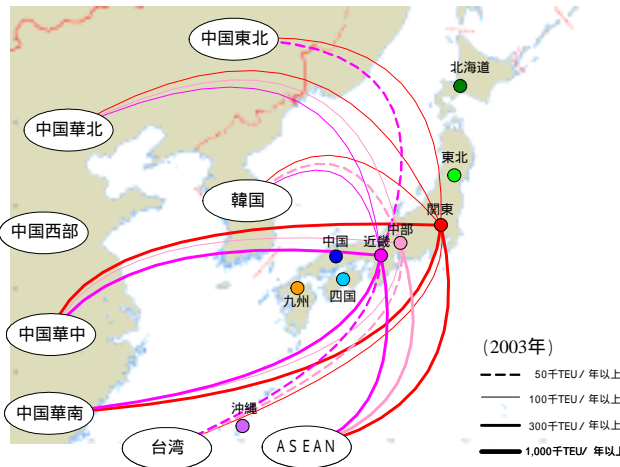 中国東北
北海道
中国華北
東北
韓国
関東
中国西部
中部
中国
近畿
九州
四国
中国華中
(2003年)
50千TEU/ 年以上
100千TEU/ 年以上
300千TEU/ 年以上
1,000千TEU/ 年以上
中国華南
沖縄
台湾
ASEAN